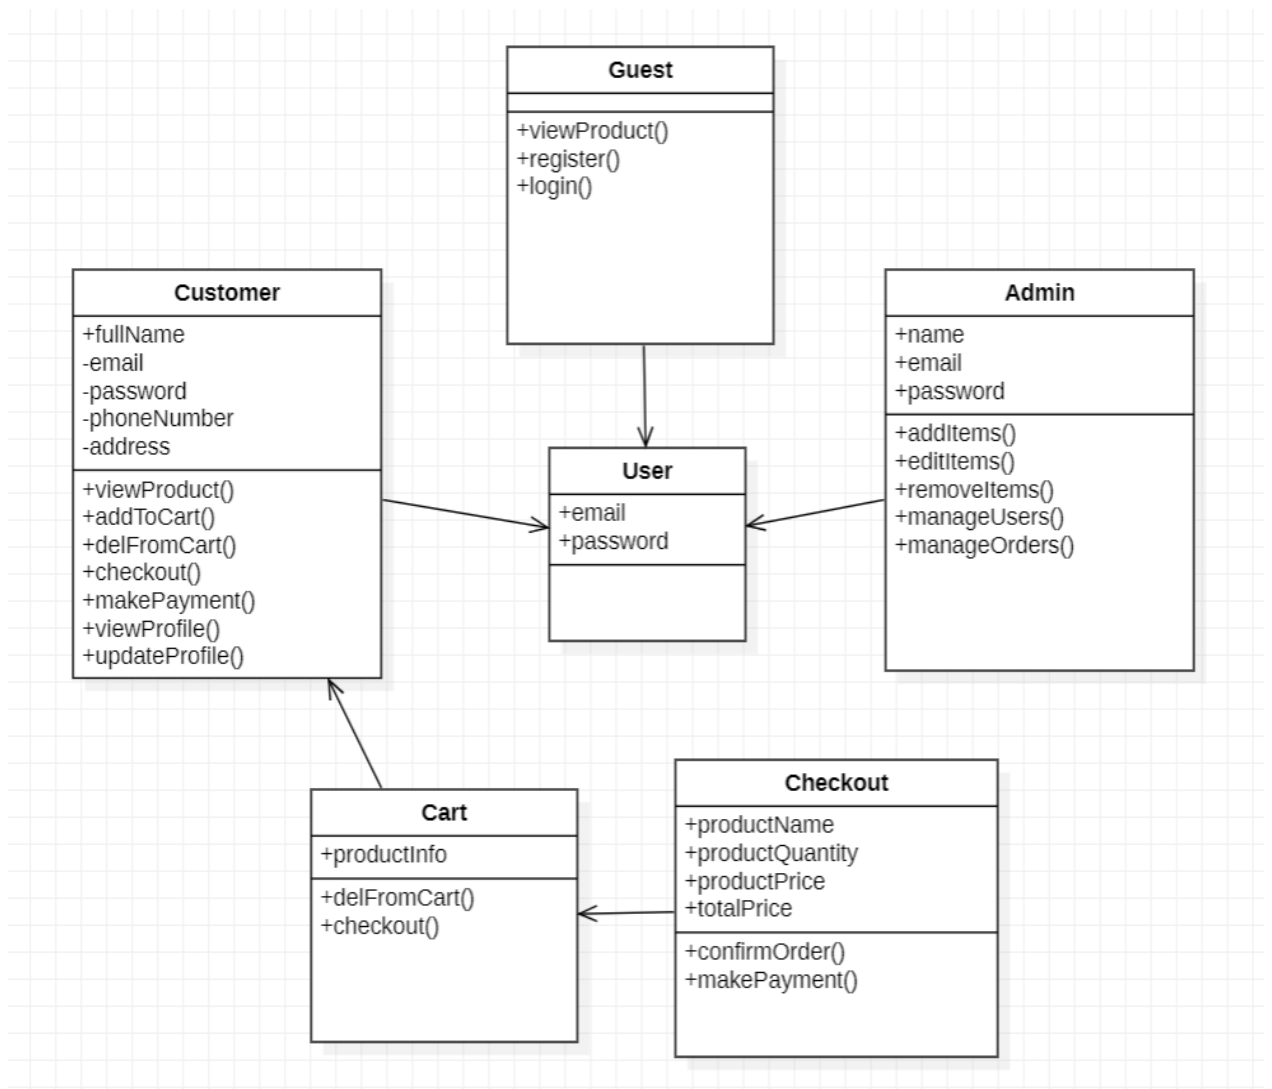 Guest
+viewProduct()
+register()
+login()
Customer
+fullName
-email
-password
-phoneNumber
-address
+viewProduct()
+addToCart()
+delFromCart()
+checkout()
+makePayment()
+viewProfile()
+updateProfile()
User
+email
+password
Admin
+name
+email
+password
+addItems()
+editItems()
+removeItems()
+manageUsers()
+manageOrders()
Cart
+productInfo
+delFromCart()
+checkout()
Checkout
+productName
+productQuantity
+productPrice
+totalPrice
+confirmOrder()
+makePayment()